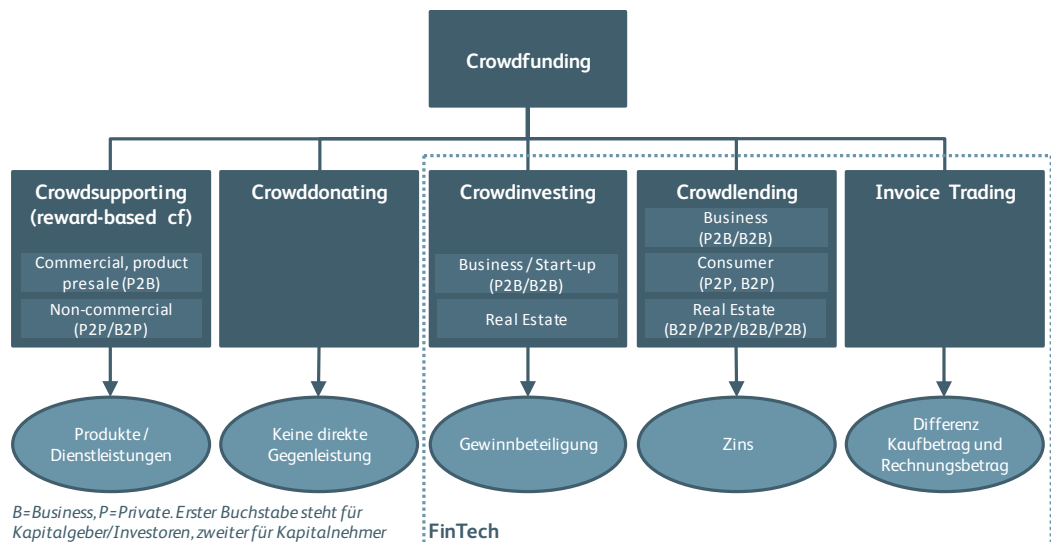 Crowdfunding
Crowdsupporting
(reward-based cf)
Commercial, product
presale (P2B)
Non-commercial
(P2P/B2P)
Crowddonating
Crowdinvesting
Business / Start-up
(P2B/B2B)
Real Estate
Crowdlending
Business
(P2B/B2B)
Consumer
(P2P, B2P)
Real Estate
(B2P/P2P/B2B/P2B)
Invoice Trading
Produkte /
Dienstleistungen
Keine direkte
Gegenleistung
Gewinnbeteiligung
Zins
Differenz
Kaufbetrag und
Rechnungsbetrag
B=Business, P=Private. Erster Buchstabe steht für
Kapitalgeber/Investoren, zweiter für Kapitalnehmer
FinTech